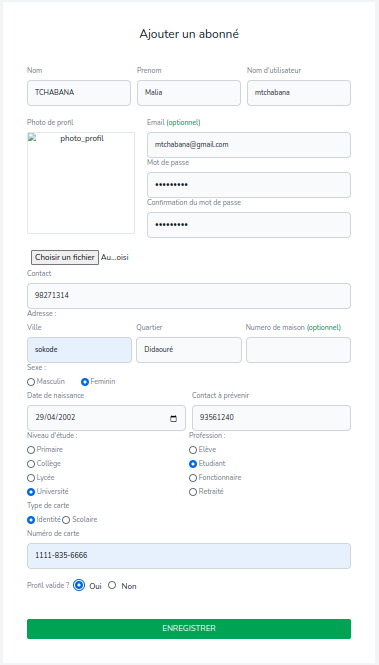 Ajouter un abonné
Nom Prenom Nom d'utilisateur
TCHABANA Malia mtchabana
Photo de profil Email (optionnel)
photo_profil
mtchabana@gmail.com
Mot de passe
•••••••••
Confirmation du mot de passe
•••••••••
Choisir un fichier Au...oisi
Contact
98271314
Adresse :
Ville Quartier Numero de maison (optionnel)
sokode Didaouré
Sexe :
Masculin Feminin
Date de naissance Contact à prévenir
29/04/2002 93561240
Niveau d'étude : Profession :
Primaire Elève
Collège Etudiant
Lycée Fonctionnaire
Université Retraité
Type de carte
Identité Scolaire
Numéro de carte
1111-835-6666
Profil valide ? Oui Non
ENREGISTRER